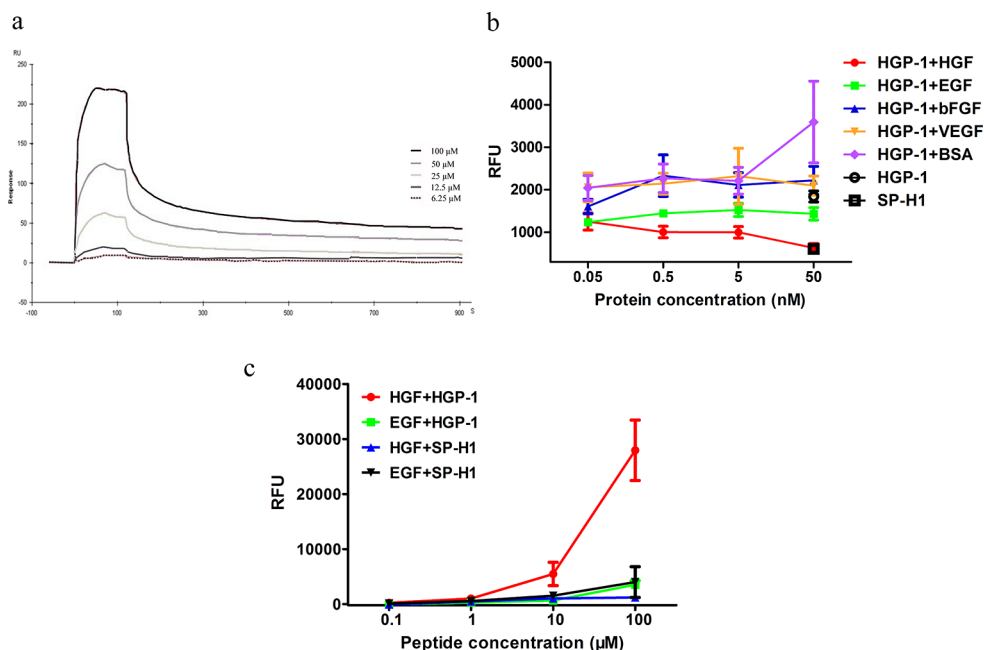 a
RU
250
200
150
100
50
0
-50
Response
-100
100
300
500
700
900
S
100 µM
50 µM
25 µM
12.5 µM
6.25 µM
b
5000
4000
3000
2000
1000
RFU
0.05
0.5
5
50
Protein concentration (nM)
HGP-1+HGF
HGP-1+EGF
HGP-1+bFGF
HGP-1+VEGF
HGP-1+BSA
HGP-1
SP-H1
c
40000
30000
20000
10000
0
RFU
0.1
1
10
100
Peptide concentration (µM)
HGF+HGP-1
EGF+HGP-1
HGF+SP-H1
EGF+SP-H1